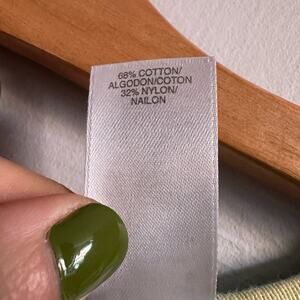 68% COTTON/
ALGODON/COTON
32% NYLON/
NAILON